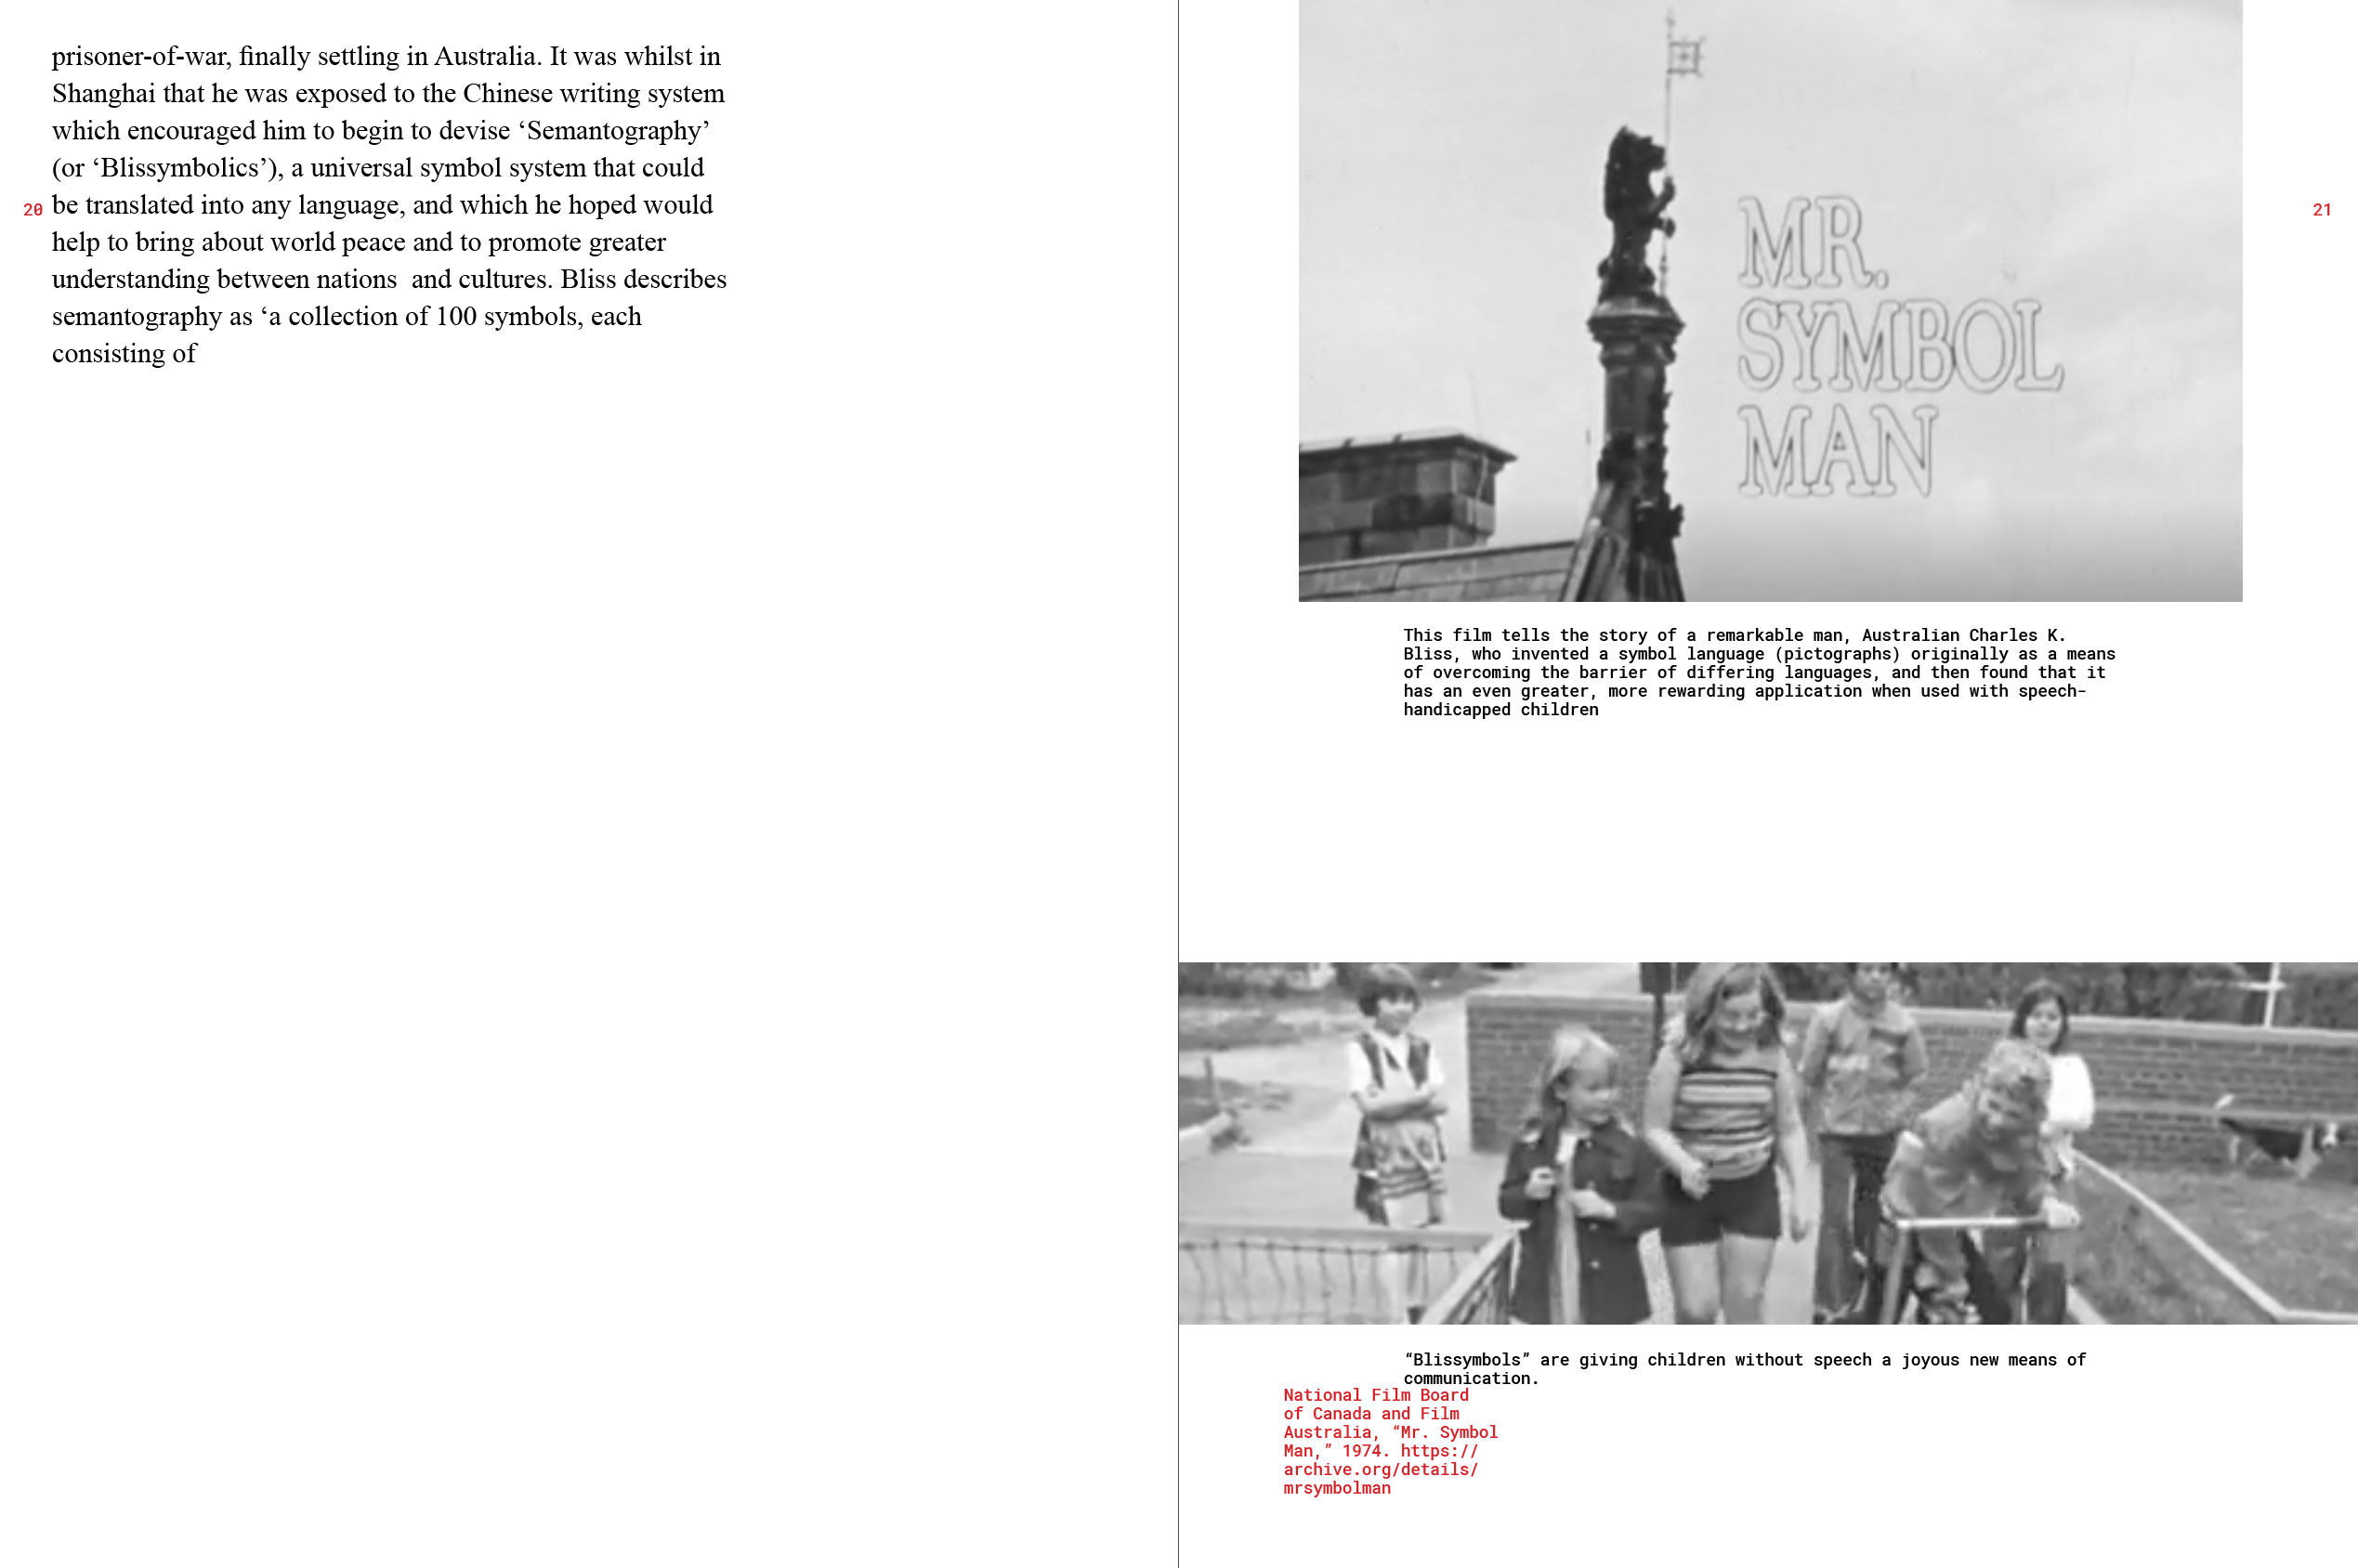 prisoner-of-war, finally settling in Australia. It was whilst in
Shanghai that he was exposed to the Chinese writing system
which encouraged him to begin to devise ‘Semantography’
(or ‘Blissymbolics’), a universal symbol system that could
20 be translated into any language, and which he hoped would
help to bring about world peace and to promote greater
understanding between nations  and cultures. Bliss describes
semantography as ‘a collection of 100 symbols, each
consisting of
MR.
SYMBOL
MAN
21
This film tells the story of a remarkable man, Australian Charles K.
Bliss, who invented a symbol language (pictographs) originally as a means
of overcoming the barrier of differing languages, and then found that it
has an even greater, more rewarding application when used with speech-
handicapped children
“Blissymbols” are giving children without speech a joyous new means of
communication.
National Film Board
of Canada and Film
Australia, “Mr. Symbol
Man,” 1974. https://
archive.org/details/
mrsymbolman